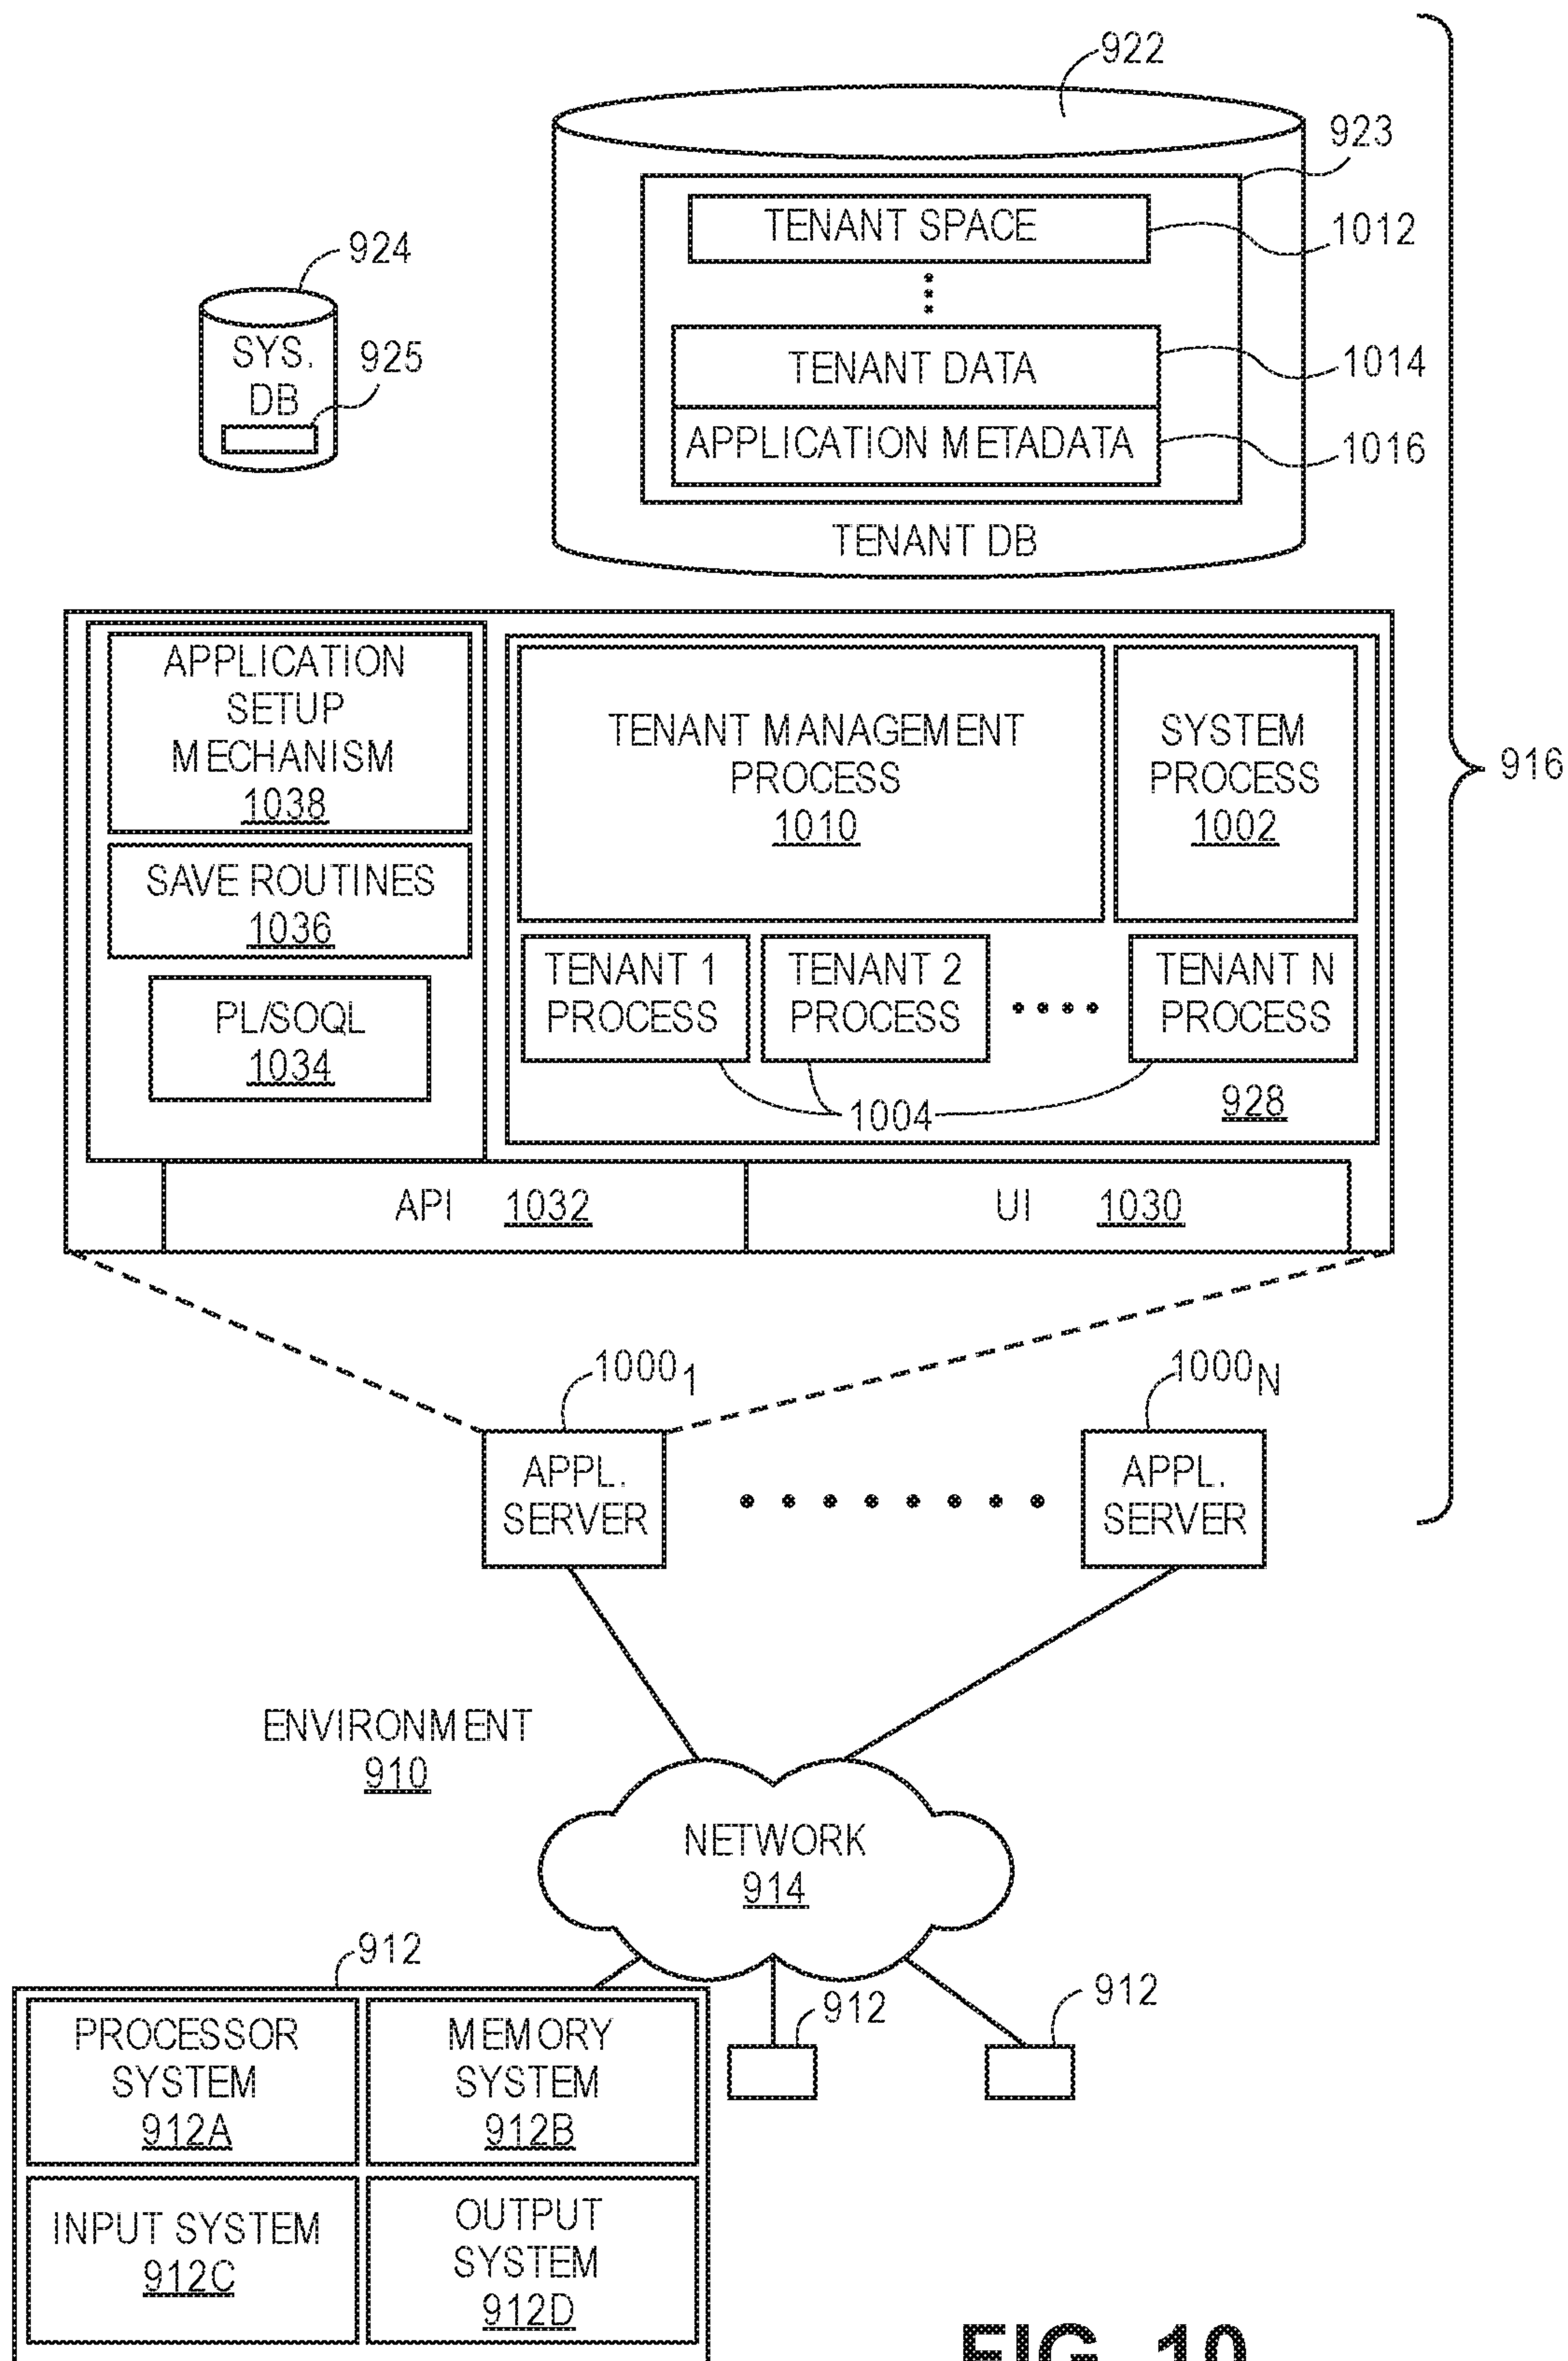 922
923
TENANT SPACE
1012
924
SYS.
DB
925
TENANT DATA
1014
APPLICATION METADATA
1016
TENANT DB
916
APPLICATION
SETUP
MECHANISM
1038
TENANT MANAGEMENT
PROCESS
1010
SYSTEM
PROCESS
1002
SAVE ROUTINES
1036
PL/SOQL
1034
TENANT 1
PROCESS
TENANT 2
PROCESS
TENANT N
PROCESS
1004
928
API 1032
UI 1030
1000₁
1000N
APPL.
SERVER
APPL.
SERVER
ENVIRONMENT
910
NETWORK
914
912
912
912
PROCESSOR
SYSTEM
912A
MEMORY
SYSTEM
912B
INPUT SYSTEM
912C
OUTPUT
SYSTEM
912D
FIG. 10